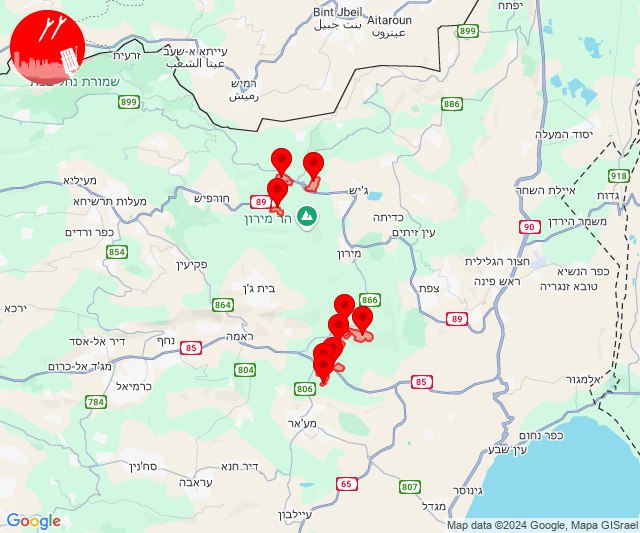 Bint Jbeil
بنت جبيل
Aitaroun
عيترون
יפתח
899
עייתא א-שעב
عيتا الشعب
זרעית
שמורת נחל
899
רמיש
رميش
886
יסוד המעלה
מעיליא
ג'יש
918
איילת השחר
גדות
חורפיש
89
הר מירון
כדיתה
מעלות תרשיחא
משמר הירדן
90
עין זיתים
כפר ורדים
854
מירון
פקיעין
חצור הגלילית
כפר הנשיא
ראש פינה
טובא זנגריה
בית ג'ן
צפת
866
864
ירכא
89
ראמה
נחף
דיר אל-אסד
85
מג'ד אל-כרום
804
85
אלמגור
כרמיאל
806
784
מע'אר
כפר נחום
עין שבע
סח'נין
דיר חנא
עראבה
65
807
גינוסר
מגדל
עיילבון
Google
Map data ©2024 Google, Mapa GISrael